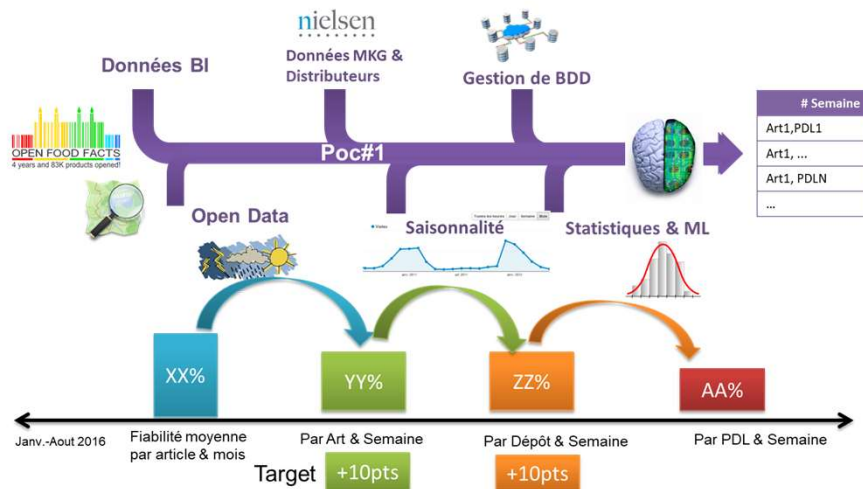 nielsen
Données MKG &
Distributeurs
Données BI
Gestion de BDD
# Semaine
Art1,PDL1
Art1, ...
Art1, PDLN
...
OPEN FOOD FACTS
4 years and 83K products opened!
Poc#1
Open Data
Saisonnalité
Statistiques & ML
XX%
YY%
ZZ%
AA%
Janv.-Aout 2016
Fiabilité moyenne
par article & mois
Par Art & Semaine
Par Dépôt & Semaine
Par PDL & Semaine
Target
+10pts
+10pts